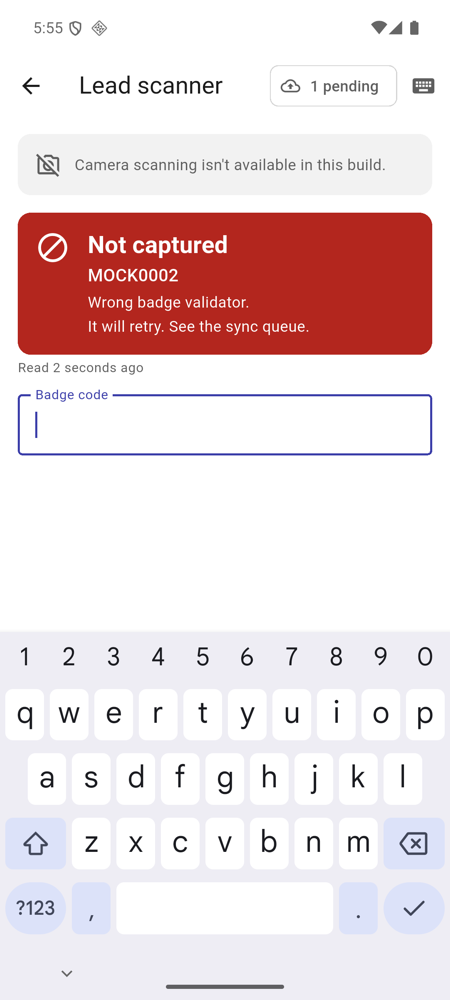 5:55
Lead scanner
1 pending
Camera scanning isn't available in this build.
Not captured
MOCK0002
Wrong badge validator.
It will retry. See the sync queue.
Read 2 seconds ago
Badge code
1 2 3 4 5 6 7 8 9 0
q w e r t y u i o p
a s d f g h j k l
z x c v b n m
?123 , .